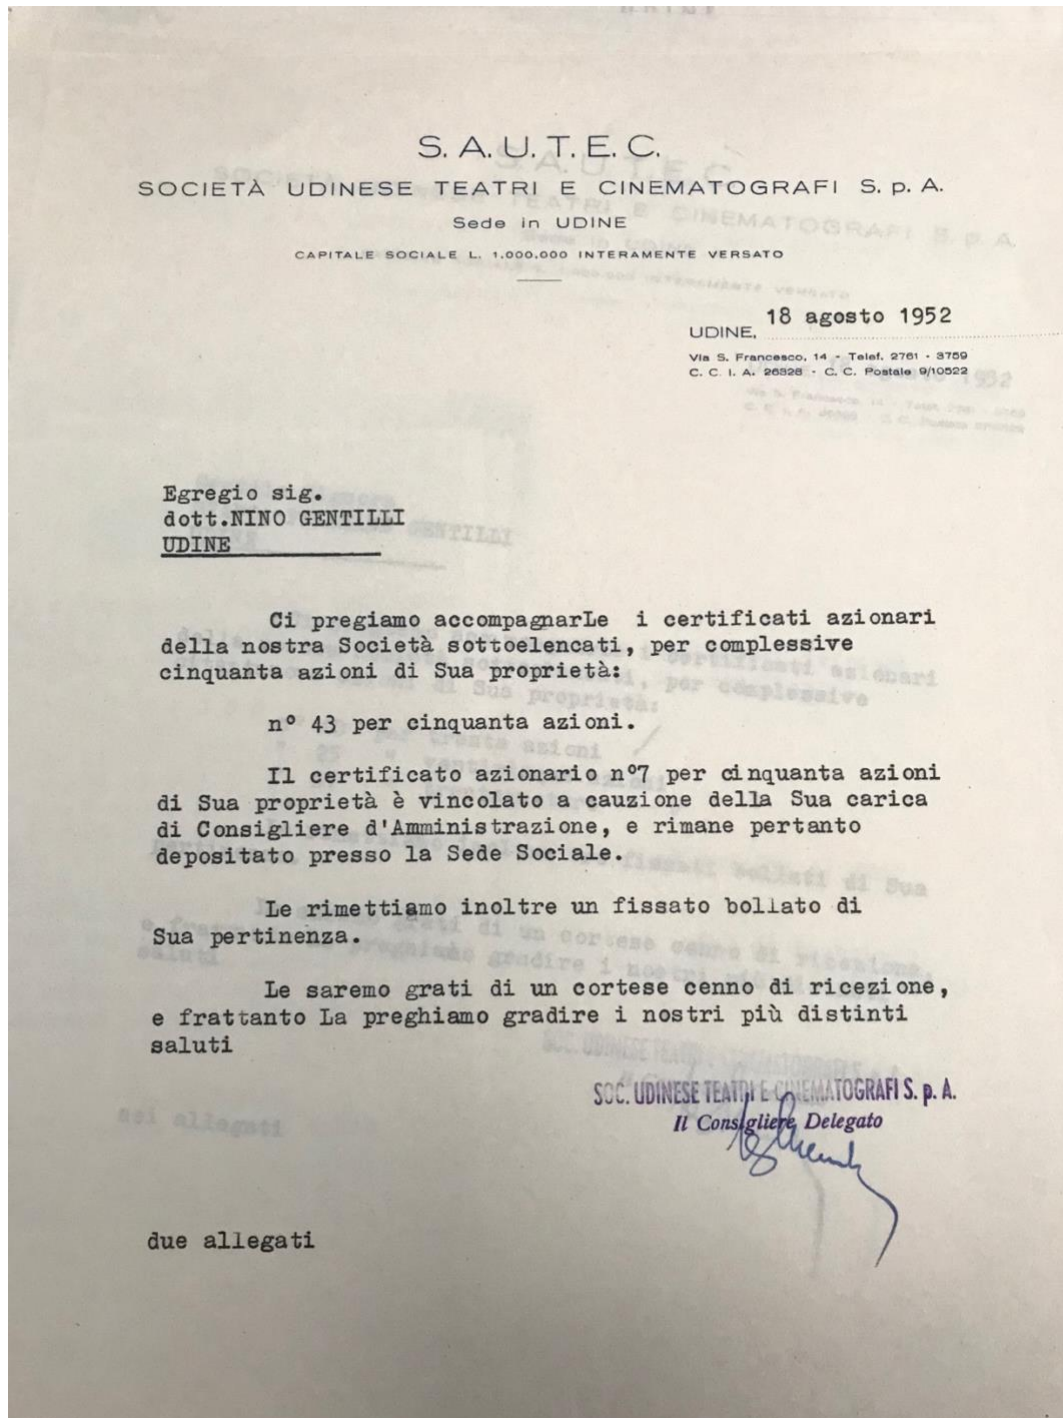 S. A. U. T. E. C.
SOCIETÀ UDINESE TEATRI E CINEMATOGRAFI S. p. A.
Sede in UDINE
CAPITALE SOCIALE L. 1.000.000 INTERAMENTE VERSATO
UDINE, 18 agosto 1952
Via S. Francesco, 14 - Telef. 2761 - 3759
C. C. I. A. 26828 - C. C. Postale 9/10522
Egregio sig.
dott.NINO GENTILLI
UDINE
Ci pregiamo accompagnarLe i certificati azionari
della nostra Società sottoelencati, per complessive
cinquanta azioni di Sua proprietà:
n° 43 per cinquanta azioni.
Il certificato azionario n°7 per cinquanta azioni
di Sua proprietà è vincolato a cauzione della Sua carica
di Consigliere d'Amministrazione, e rimane pertanto
depositato presso la Sede Sociale.
Le rimettiamo inoltre un fissato bollato di
Sua pertinenza.
Le saremo grati di un cortese cenno di ricezione,
e frattanto La preghiamo gradire i nostri più distinti
saluti
SOC. UDINESE TEATRI E CINEMATOGRAFI S. p. A.
Il Consigliere Delegato
due allegati